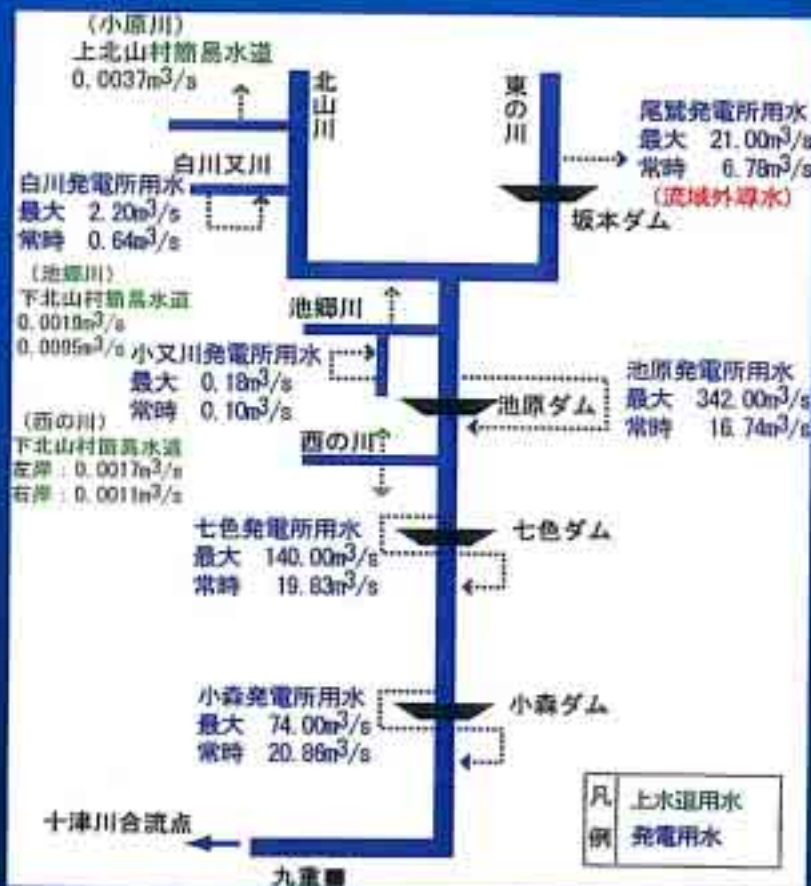 (小原川)
上北山村簡易水道
0.0037m³/s
北山川
東の川
尾鷲発電所用水
最大 21.00m³/s
常時 6.78m³/s
(流域外導水)
坂本ダム
白川又川
白川発電所用水
最大 2.20m³/s
常時 0.64m³/s
(池郷川)
下北山村簡易水道
0.0019m³/s
0.0095m³/s
池郷川
小又川発電所用水
最大 0.18m³/s
常時 0.10m³/s
池原ダム
池原発電所用水
最大 342.00m³/s
常時 16.74m³/s
(西の川)
下北山村簡易水道
左岸:0.0017m³/s
右岸:0.0011m³/s
西の川
七色発電所用水
最大 140.00m³/s
常時 19.83m³/s
七色ダム
小森発電所用水
最大 74.00m³/s
常時 20.86m³/s
小森ダム
十津川合流点
九重■
凡例
上水道用水
発電用水